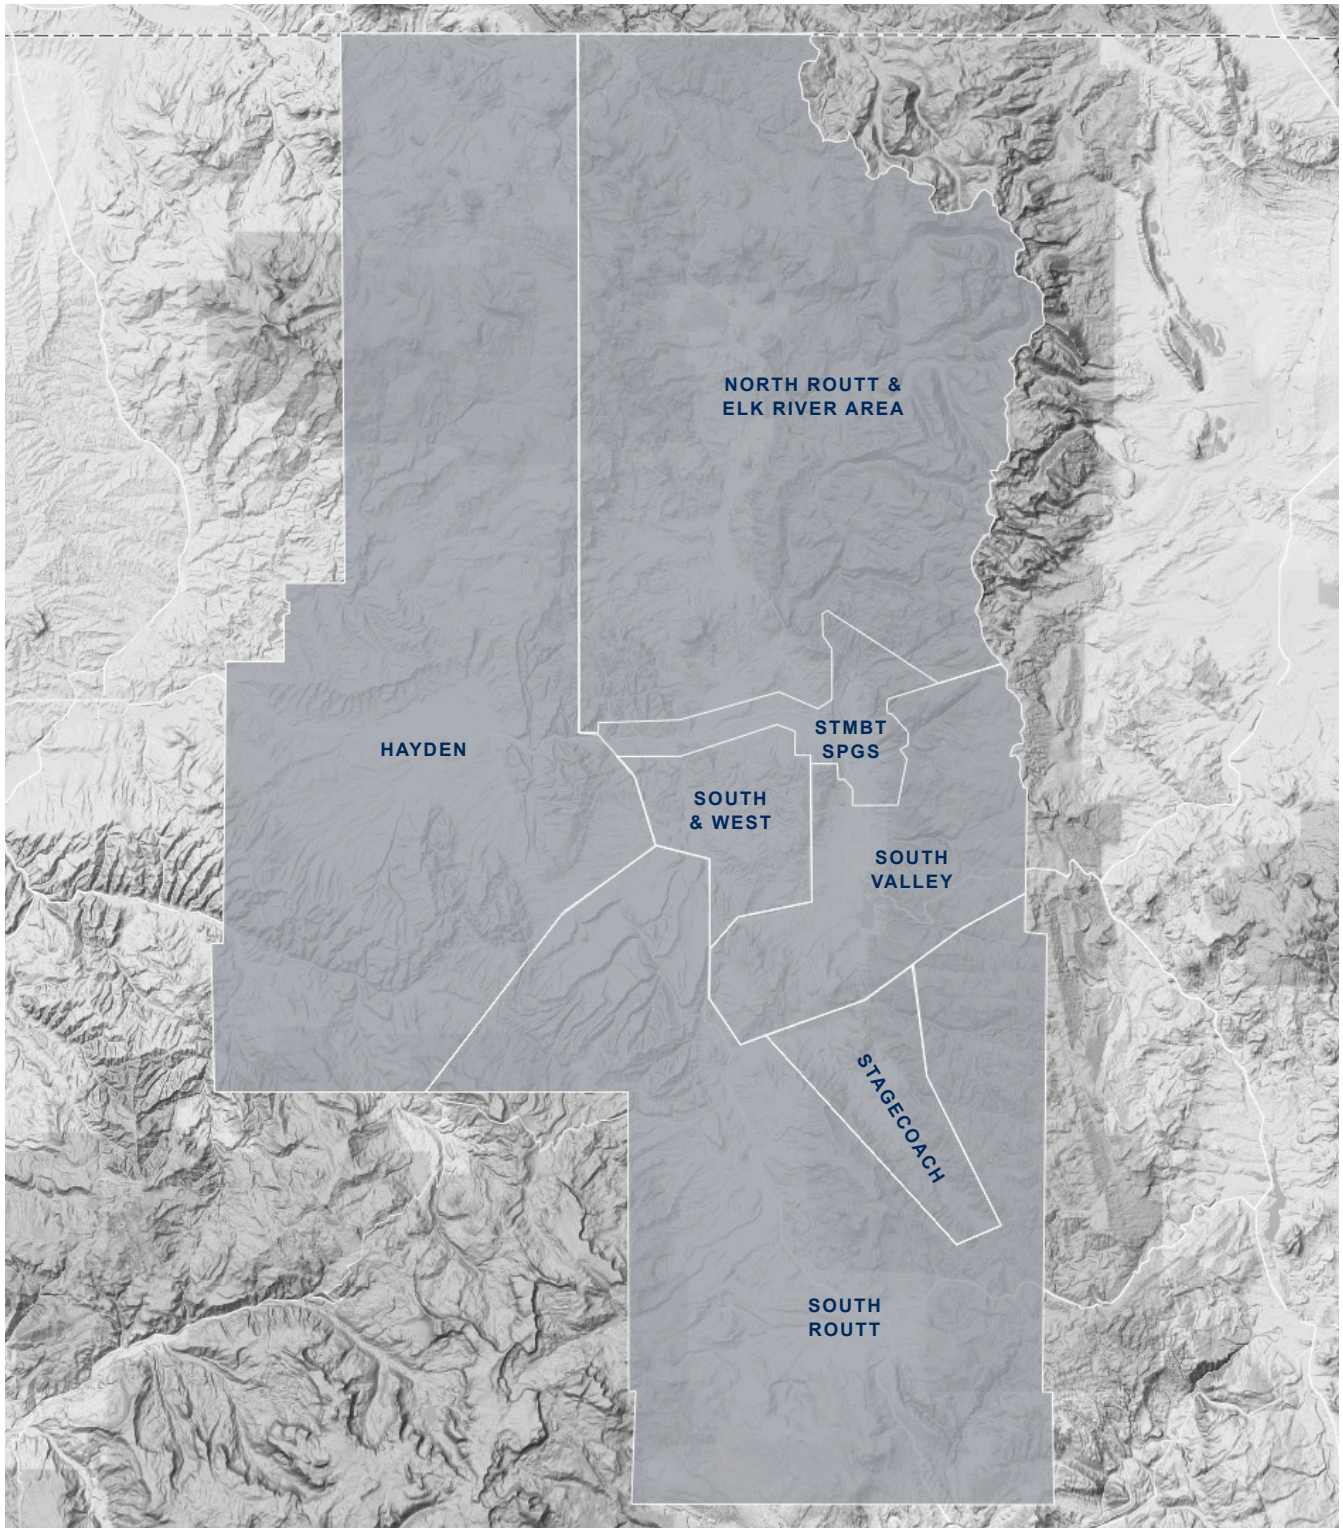 NORTH ROUTT &
ELK RIVER AREA
STMBT
SPGS
HAYDEN
SOUTH
& WEST
SOUTH
VALLEY
STAGECOACH
SOUTH
ROUTT